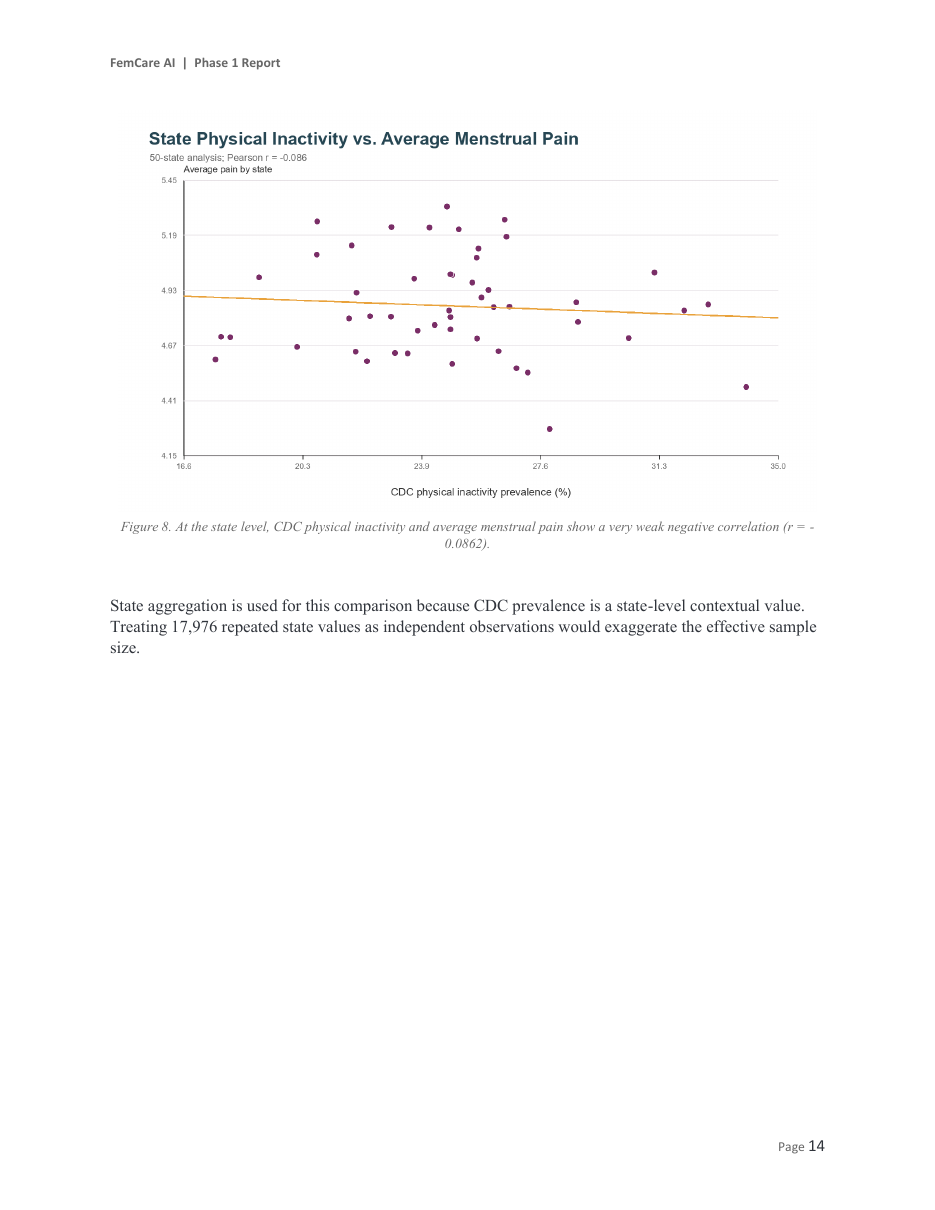 FemCare AI | Phase 1 Report
State Physical Inactivity vs. Average Menstrual Pain
50-state analysis; Pearson r = -0.086
Average pain by state
5.45
5.19
4.93
4.67
4.41
4.15
16.6 20.3 23.9 27.6 31.3 35.0
CDC physical inactivity prevalence (%)
Figure 8. At the state level, CDC physical inactivity and average menstrual pain show a very weak negative correlation (r = -
0.0862).
State aggregation is used for this comparison because CDC prevalence is a state-level contextual value.
Treating 17,976 repeated state values as independent observations would exaggerate the effective sample
size.
Page 14